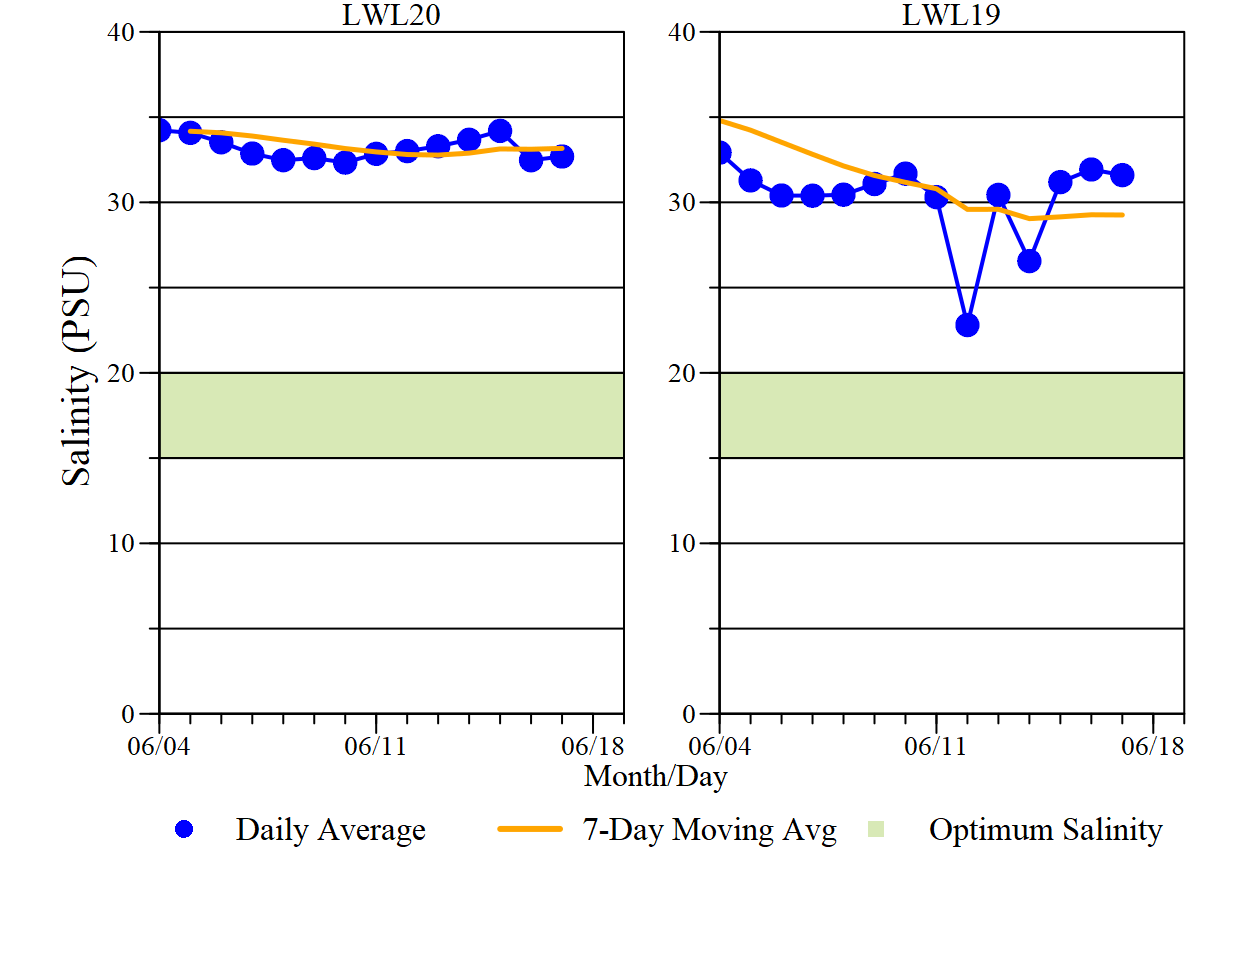 LWL20
LWL19
40
30
20
10
0
40
30
20
10
0
Salinity (PSU)
06/04
06/11
06/18
06/04
06/11
06/18
Month/Day
Daily Average
7-Day Moving Avg
Optimum Salinity